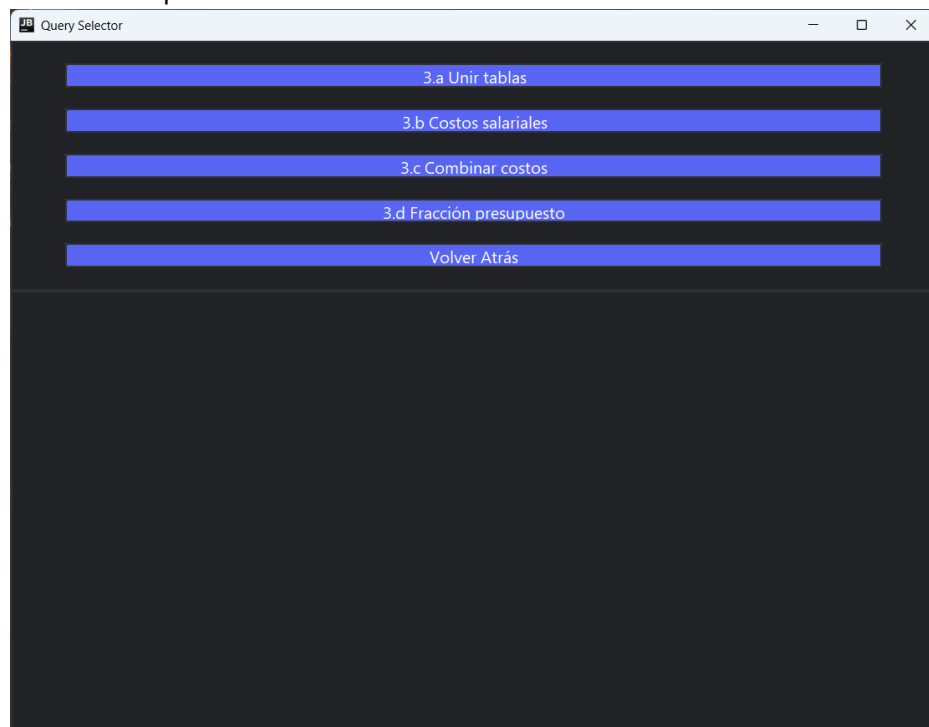 JB Query Selector
3.a Unir tablas
3.b Costos salariales
3.c Combinar costos
3.d Fracción presupuesto
Volver Atrás